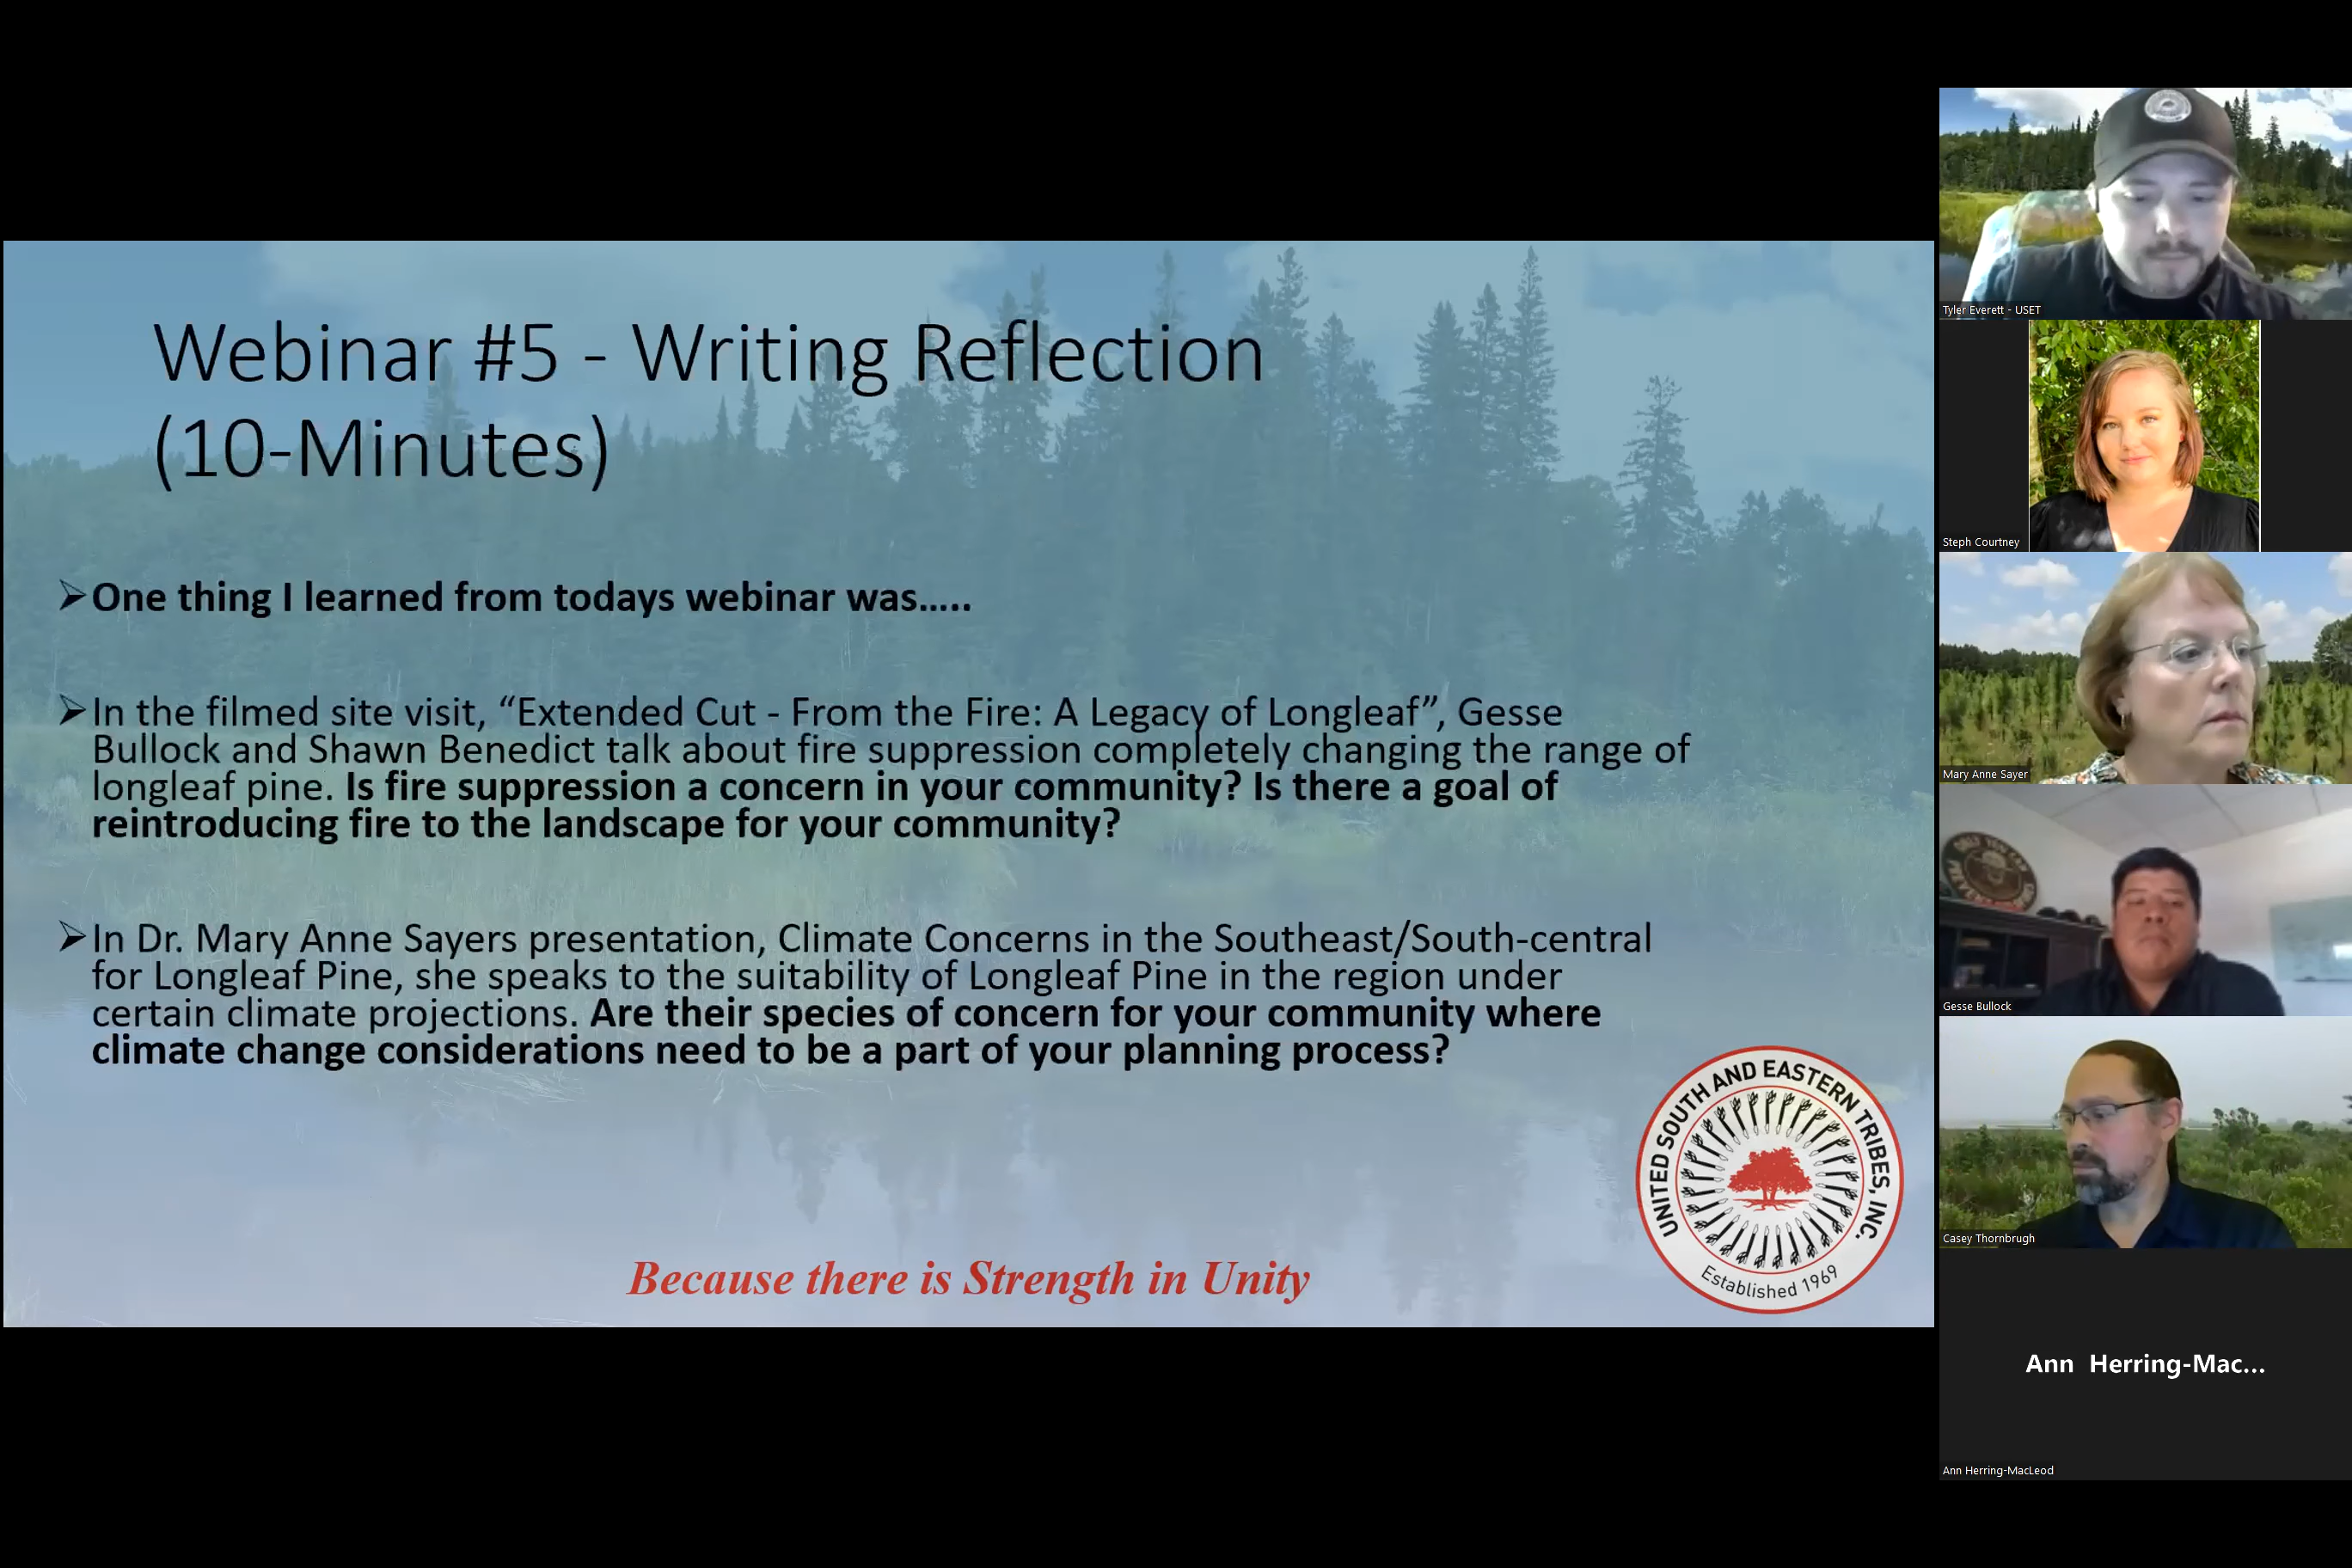 Webinar #5 - Writing Reflection
(10-Minutes)
➢One thing I learned from todays webinar was.....
➢In the filmed site visit, “Extended Cut - From the Fire: A Legacy of Longleaf”, Gesse
Bullock and Shawn Benedict talk about fire suppression completely changing the range of
longleaf pine. Is fire suppression a concern in your community? Is there a goal of
reintroducing fire to the landscape for your community?
➢In Dr. Mary Anne Sayers presentation, Climate Concerns in the Southeast/South-central
for Longleaf Pine, she speaks to the suitability of Longleaf Pine in the region under
certain climate projections. Are their species of concern for your community where
climate change considerations need to be a part of your planning process?
UNITED SOUTH AND EASTERN TRIBES, INC.
Established 1969
Because there is Strength in Unity
Tyler Everett - USET
Steph Courtney
Mary Anne Sayer
Gesse Bullock
Casey Thornbrugh
Ann Herring-Mac...
Ann Herring-MacLeod